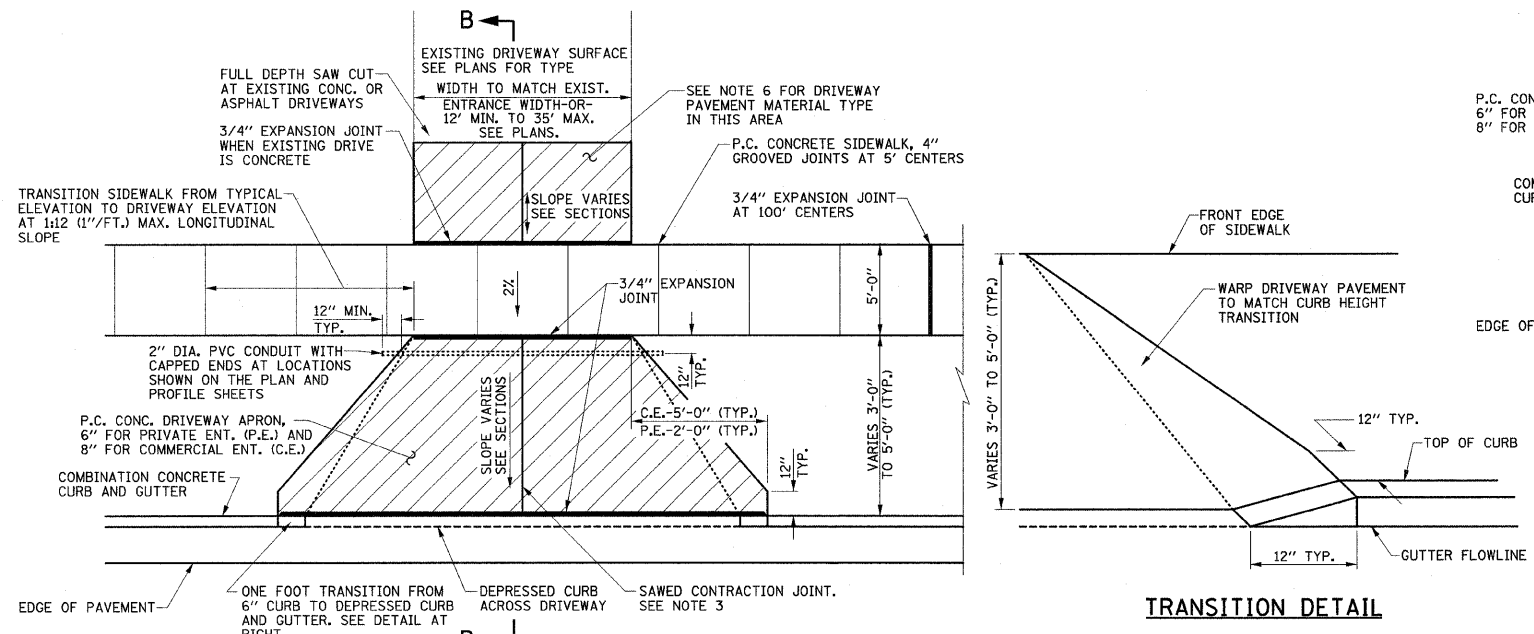 B
EXISTING DRIVEWAY SURFACE
SEE PLANS FOR TYPE
WIDTH TO MATCH EXIST.
ENTRANCE WIDTH-OR-
12' MIN. TO 35' MAX.
SEE PLANS.
FULL DEPTH SAW CUT
AT EXISTING CONC. OR
ASPHALT DRIVEWAYS
3/4" EXPANSION JOINT
WHEN EXISTING DRIVE
IS CONCRETE
SEE NOTE 6 FOR DRIVEWAY
PAVEMENT MATERIAL TYPE
IN THIS AREA
P.C. CONCRETE SIDEWALK, 4"
GROOVED JOINTS AT 5' CENTERS
TRANSITION SIDEWALK FROM TYPICAL
ELEVATION TO DRIVEWAY ELEVATION
AT 1:12 (1"/FT.) MAX. LONGITUDINAL
SLOPE
SLOPE VARIES
SEE SECTIONS
3/4" EXPANSION JOINT
AT 100' CENTERS
2%
3/4" EXPANSION
JOINT
5'-0"
12" MIN.
TYP.
2" DIA. PVC CONDUIT WITH
CAPPED ENDS AT LOCATIONS
SHOWN ON THE PLAN AND
PROFILE SHEETS
12"
TYP.
SLOPE VARIES
SEE SECTIONS
C.E.-5'-0" (TYP.)
P.E.-2'-0" (TYP.)
VARIES 3'-0"
TO 5'-0" (TYP.)
P.C. CONC. DRIVEWAY APRON,
6" FOR PRIVATE ENT. (P.E.) AND
8" FOR COMMERCIAL ENT. (C.E.)
12"
TYP.
COMBINATION CONCRETE
CURB AND GUTTER
EDGE OF PAVEMENT
ONE FOOT TRANSITION FROM
6" CURB TO DEPRESSED CURB
AND GUTTER. SEE DETAIL AT
RIGHT
DEPRESSED CURB
ACROSS DRIVEWAY
SAWED CONTRACTION JOINT.
SEE NOTE 3
B
FRONT EDGE
OF SIDEWALK
VARIES 3'-0" TO 5'-0" (TYP.)
WARP DRIVEWAY PAVEMENT
TO MATCH CURB HEIGHT
TRANSITION
12" TYP.
TOP OF CURB
GUTTER FLOWLINE
12" TYP.
TRANSITION DETAIL
P.C. CON
6" FOR
8" FOR
CON
CUR
EDGE OF